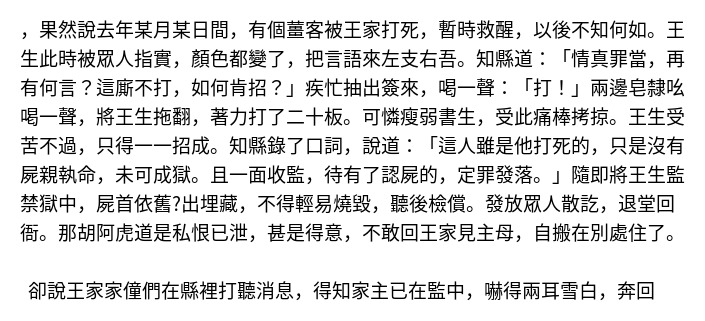 ，果然說去年某月某日間，有個薑客被王家打死，暫時救醒，以後不知何如。王
生此時被眾人指實，顏色都變了，把言語來左支右吾。知縣道：「情真罪當，再
有何言？這廝不打，如何肯招？」疾忙抽出簽來，喝一聲：「打！」兩邊皂隸吆
喝一聲，將王生拖翻，著力打了二十板。可憐瘦弱書生，受此痛棒拷掠。王生受
苦不過，只得一一招成。知縣錄了口詞，說道：「這人雖是他打死的，只是沒有
屍親執命，未可成獄。且一面收監，待有了認屍的，定罪發落。」隨即將王生監
禁獄中，屍首依舊?出埋藏，不得輕易燒毀，聽後檢償。發放眾人散訖，退堂回
衙。那胡阿虎道是私恨已泄，甚是得意，不敢回王家見主母，自搬在別處住了。
卻說王家家僮們在縣裡打聽消息，得知家主已在監中，嚇得兩耳雪白，奔回